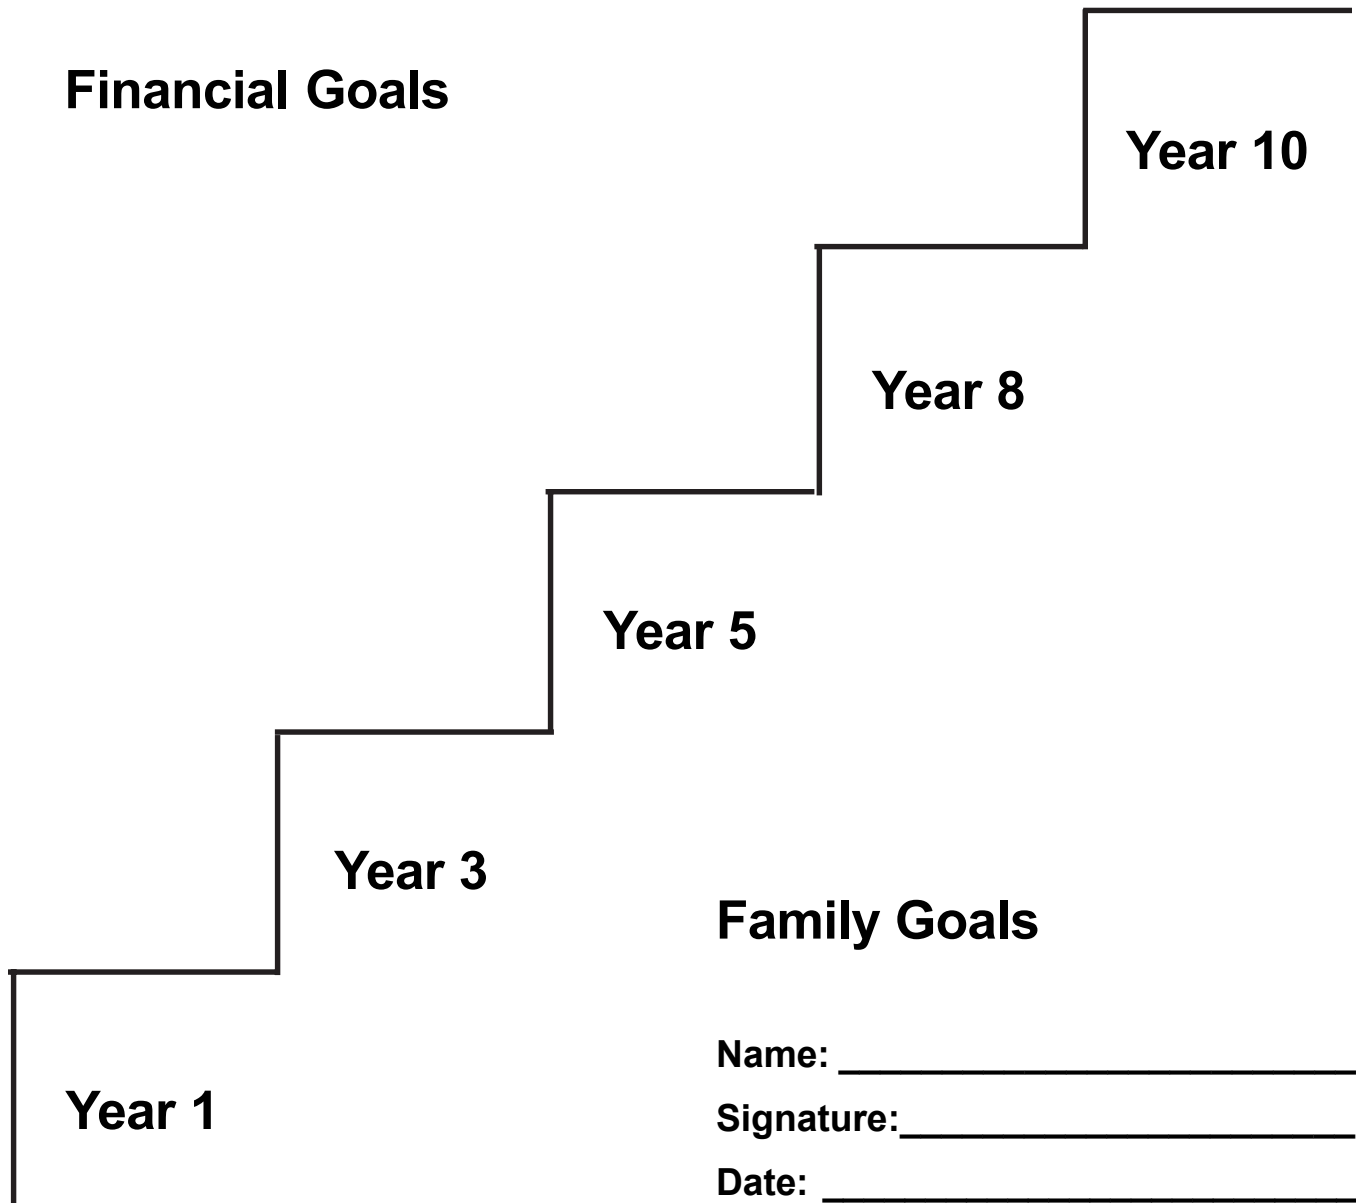 Financial Goals
Year 10
Year 8
Year 5
Year 3
Family Goals
Name:
Signature:
Year 1
Date: